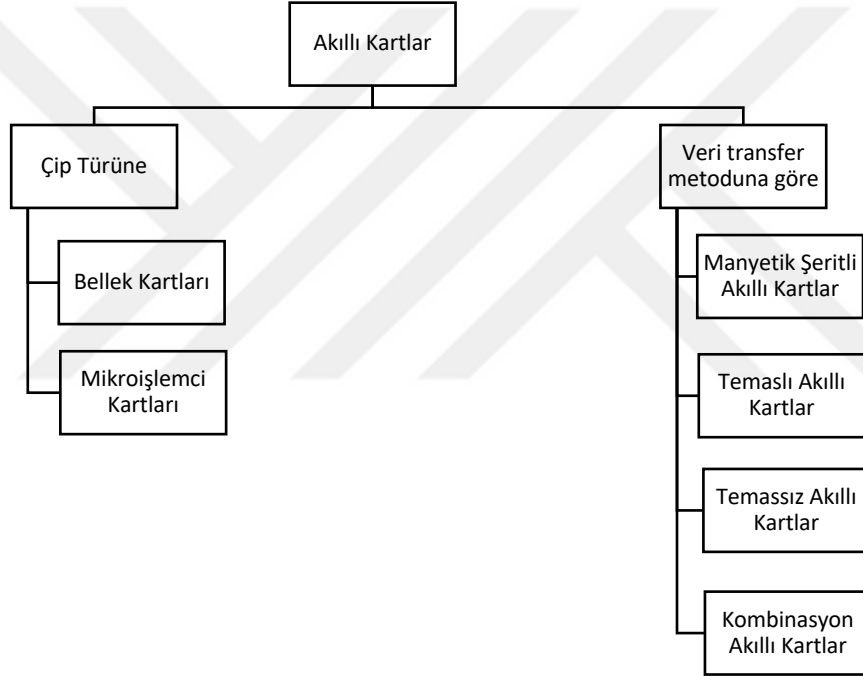 Akıllı Kartlar
Çip Türüne
Bellek Kartları
Mikroişlemci
Kartları
Veri transfer
metoduna göre
Manyetik Şeritli
Akıllı Kartlar
Temaslı Akıllı
Kartlar
Temassız Akıllı
Kartlar
Kombinasyon
Akıllı Kartlar